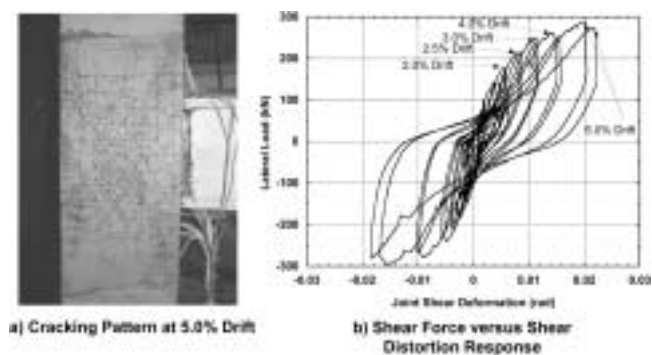 300
200
100
0
-100
-200
-300
Lateral Load (kN)
4.0% Drift
3.0% Drift
2.5% Drift
2.0% Drift
5.0% Drift
-0.03
-0.02
-0.01
0
0.01
0.02
0.03
Joint Shear Deformation (rad)
a) Cracking Pattern at 5.0% Drift
b) Shear Force versus Shear
Distortion Response